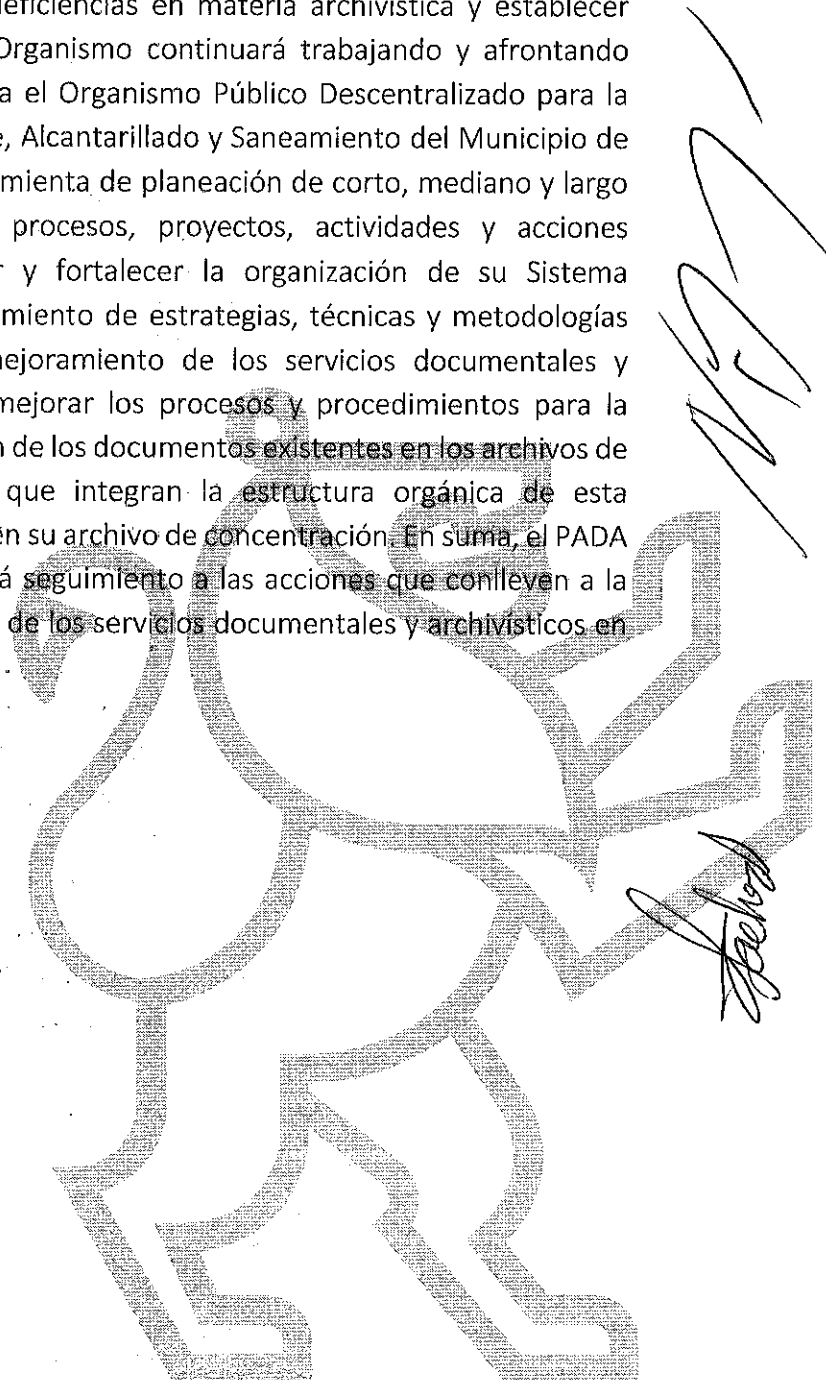 eficiencias en materia archivística y establecer
Organismo continuará trabajando y afrontando
a el Organismo Público Descentralizado para la
e, Alcantarillado y Saneamiento del Municipio de
mienta de planeación de corto, mediano y largo
procesos, proyectos, actividades y acciones
r y fortalecer la organización de su Sistema
miento de estrategias, técnicas y metodologías
mejoramiento de los servicios documentales y
mejorar los procesos y procedimientos para la
n de los documentos existentes en los archivos de
que integran la estructura orgánica de esta
en su archivo de concentración. En suma, el PADA
á seguimiento a las acciones que conlleven a la
de los servicios documentales y archivísticos en